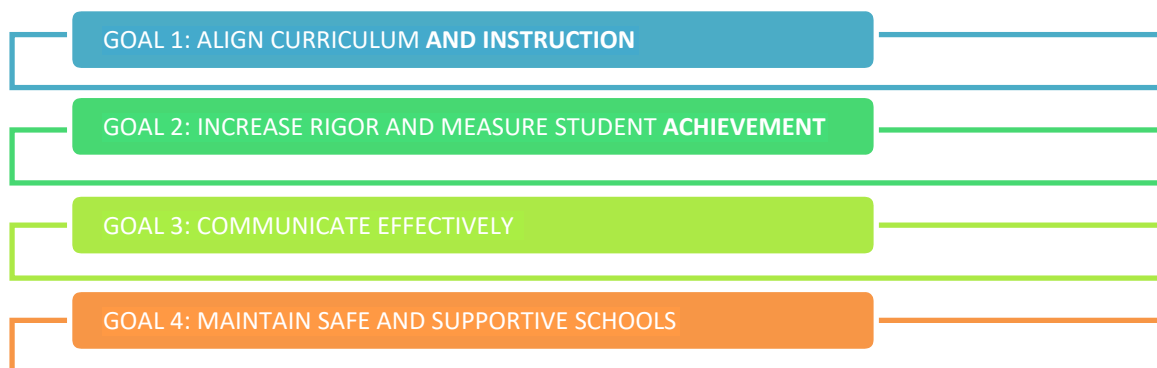 GOAL 1: ALIGN CURRICULUM AND INSTRUCTION
GOAL 2: INCREASE RIGOR AND MEASURE STUDENT ACHIEVEMENT
GOAL 3: COMMUNICATE EFFECTIVELY
GOAL 4: MAINTAIN SAFE AND SUPPORTIVE SCHOOLS